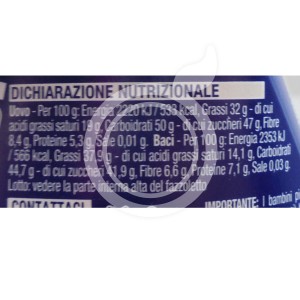 DICHIARAZIONE NUTRIZIONALE
Uovo - Per 100 g: Energia 2220 kJ / 533 kcal, Grassi 32 g - di cui
acidi grassi saturi 19 g, Carboidrati 50 g - di cui zuccheri 47 g, Fibre
8,4 g, Proteine 5,3 g, Sale 0,01 g. Baci - Per 100 g: Energia 2353 kJ
/ 566 kcal, Grassi 37,9 g - di cui acidi grassi saturi 14,1 g, Carboidrati
44,7 g - di cui zuccheri 41,9 g, Fibre 6,6 g, Proteine 7,1 g, Sale 0,03 g.
Lotto: vedere la parte interna alta del fazzoletto
CONTATTACI
IMPORTANTE: I bambini